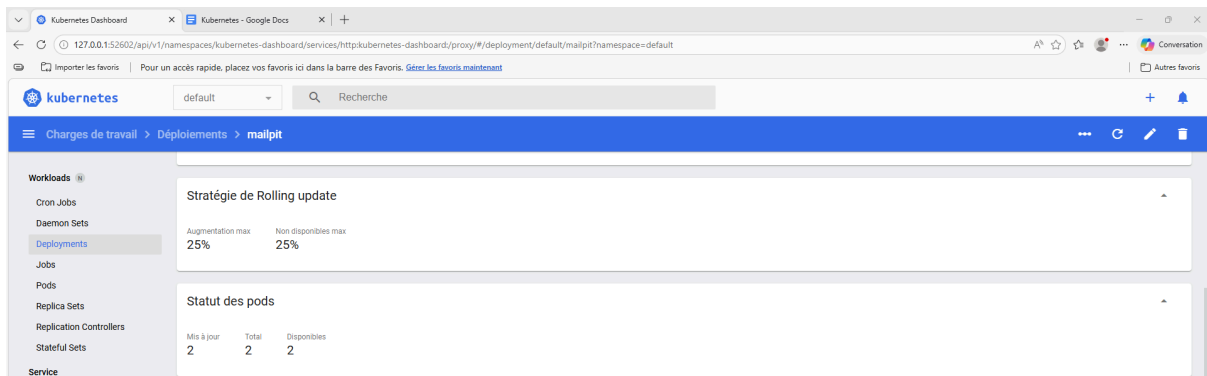 Kubernetes Dashboard
Kubernetes - Google Docs
127.0.0.1:52602/api/v1/namespaces/kubernetes-dashboard/services/http:kubernetes-dashboard:/proxy/#/deployment/default/mailpit?namespace=default
Conversation
Importer les favoris
Pour un accès rapide, placez vos favoris ici dans la barre des Favoris. Gérer les favoris maintenant
Autres favoris
kubernetes
default
Recherche
Charges de travail > Déploiements > mailpit
Workloads N
Cron Jobs
Daemon Sets
Deployments
Jobs
Pods
Replica Sets
Replication Controllers
Stateful Sets
Service
Stratégie de Rolling update
Augmentation max Non disponibles max
25% 25%
Statut des pods
Mis à jour Total Disponibles
2 2 2